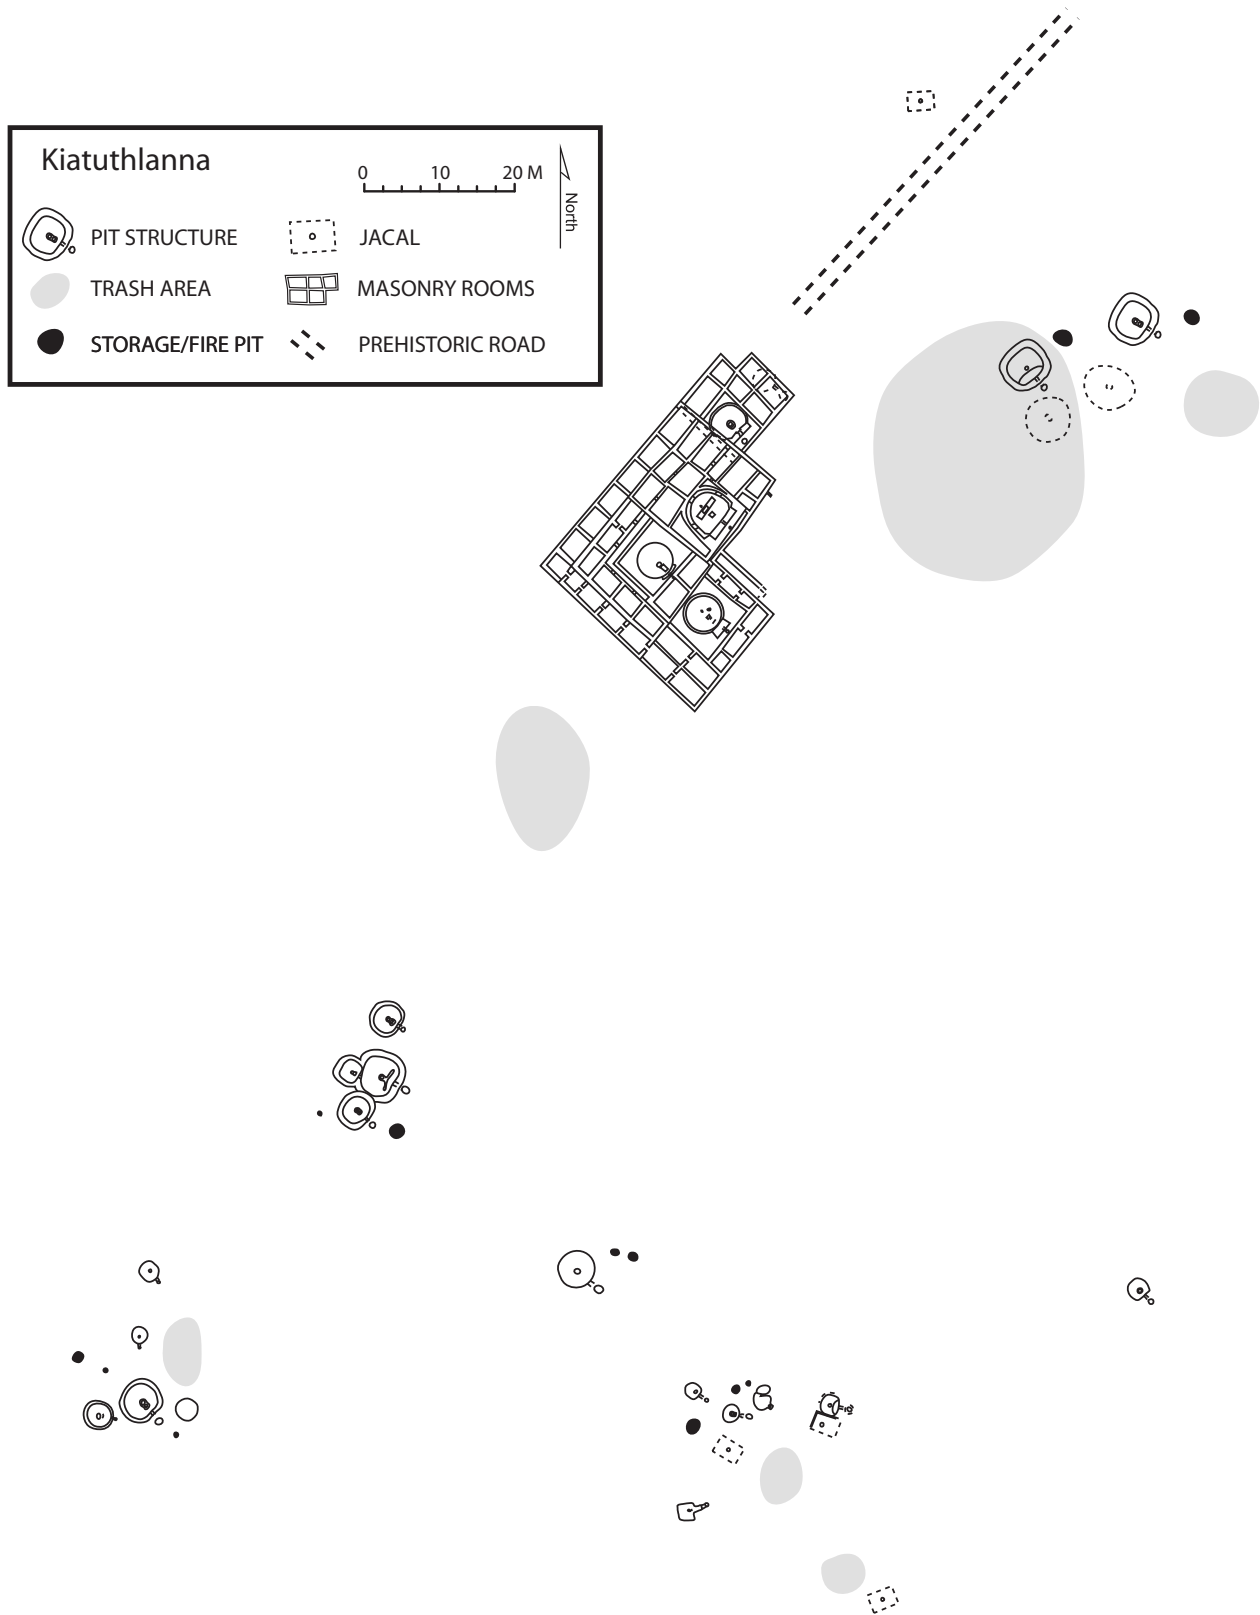 Kiatuthlanna
0 10 20 M
North
PIT STRUCTURE
JACAL
TRASH AREA
MASONRY ROOMS
STORAGE/FIRE PIT
PREHISTORIC ROAD